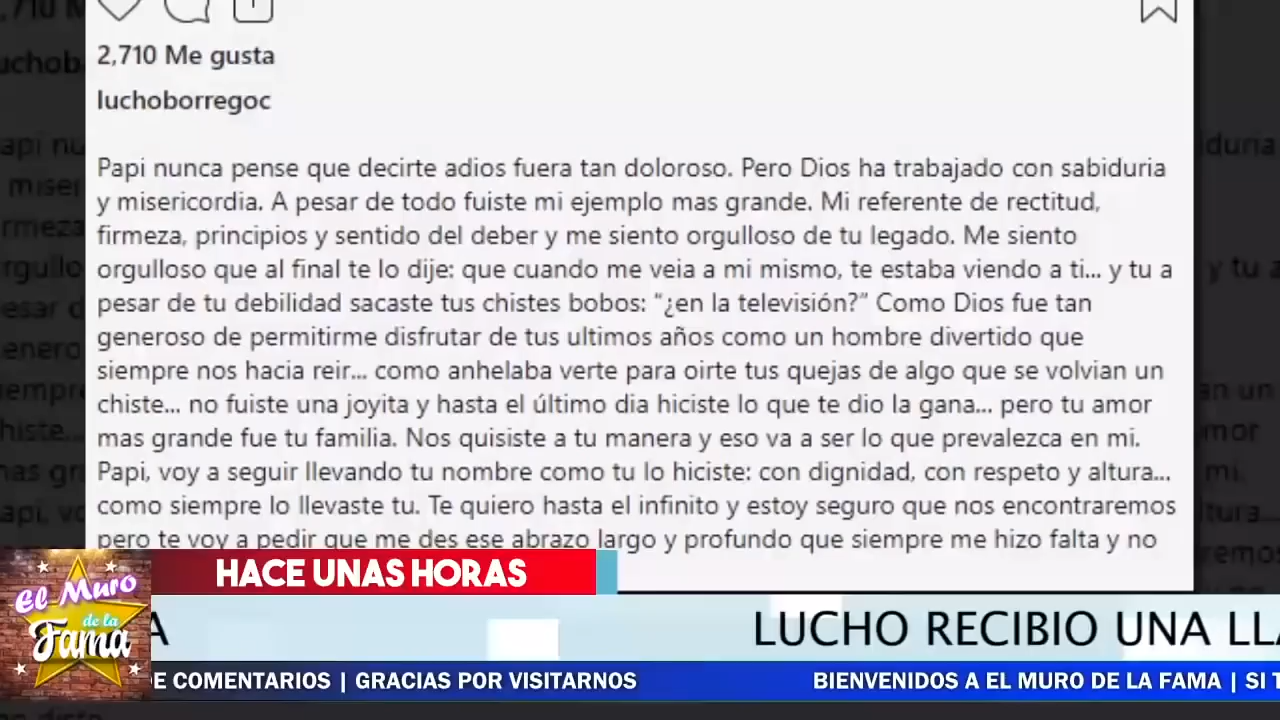 2,710 Me gusta
luchoborregoc
Papi nunca pense que decirte adios fuera tan doloroso. Pero Dios ha trabajado con sabiduria
y misericordia. A pesar de todo fuiste mi ejemplo mas grande. Mi referente de rectitud,
firmeza, principios y sentido del deber y me siento orgulloso de tu legado. Me siento
orgulloso que al final te lo dije: que cuando me veia a mi mismo, te estaba viendo a ti... y tu a
pesar de tu debilidad sacaste tus chistes bobos: “¿en la televisión?” Como Dios fue tan
generoso de permitirme disfrutar de tus ultimos años como un hombre divertido que
siempre nos hacia reir... como anhelaba verte para oirte tus quejas de algo que se volvian un
chiste... no fuiste una joyita y hasta el último dia hiciste lo que te dio la gana... pero tu amor
mas grande fue tu familia. Nos quisiste a tu manera y eso va a ser lo que prevalezca en mi.
Papi, voy a seguir llevando tu nombre como tu lo hiciste: con dignidad, con respeto y altura...
como siempre lo llevaste tu. Te quiero hasta el infinito y estoy seguro que nos encontraremos
pero te voy a pedir que me des ese abrazo largo y profundo que siempre me hizo falta y no
HACE UNAS HORAS
El Muro
de la
Fama
A LUCHO RECIBIO UNA LLA
DE COMENTARIOS | GRACIAS POR VISITARNOS BIENVENIDOS A EL MURO DE LA FAMA | SI T